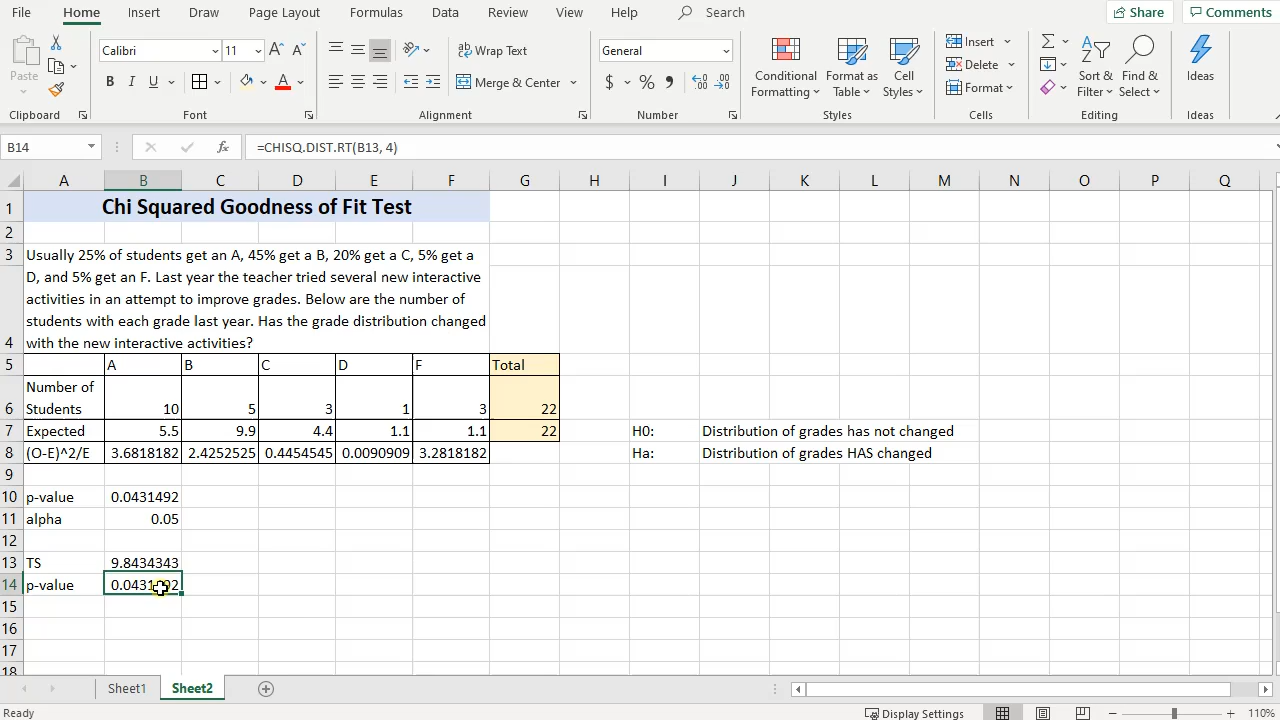 File Home Insert Draw Page Layout Formulas Data Review View Help Search Share Comments
Calibri 11 A A Wrap Text General Insert
Paste B I U A Merge & Center $ % Conditional Formatting Format as Table Cell Styles Delete Format Sort & Filter Find & Select Ideas
Clipboard Font Alignment Number Styles Cells Editing Ideas
B14 fx =CHISQ.DIST.RT(B13, 4)
A B C D E F G H I J K L M N O P Q
1 Chi Squared Goodness of Fit Test
2
3 Usually 25% of students get an A, 45% get a B, 20% get a C, 5% get a
D, and 5% get an F. Last year the teacher tried several new interactive
activities in an attempt to improve grades. Below are the number of
students with each grade last year. Has the grade distribution changed
4 with the new interactive activities?
5 A B C D F Total
Number of
6 Students 10 5 3 1 3 22
7 Expected 5.5 9.9 4.4 1.1 1.1 22 H0: Distribution of grades has not changed
8 (O-E)^2/E 3.6818182 2.4252525 0.4454545 0.0090909 3.2818182 Ha: Distribution of grades HAS changed
9
10 p-value 0.0431492
11 alpha 0.05
12
13 TS 9.8434343
14 p-value 0.0431492
15
16
17
18
Sheet1 Sheet2
Ready Display Settings 110%